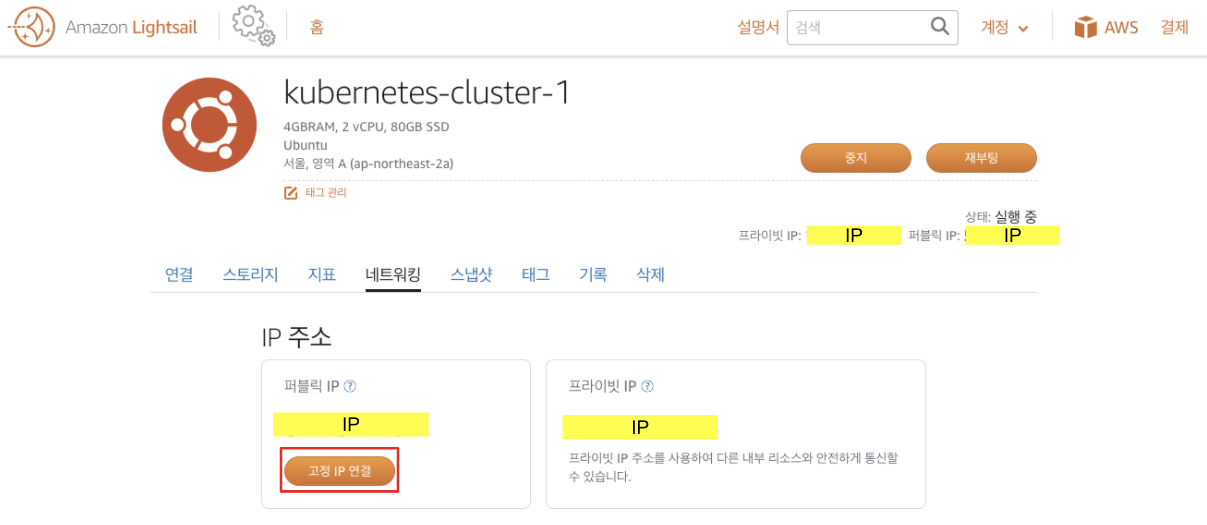 Amazon Lightsail 홈 설명서 검색 계정 AWS 결제
kubernetes-cluster-1
4GBRAM, 2 vCPU, 80GB SSD
Ubuntu
서울, 영역 A (ap-northeast-2a)
중지 재부팅
태그 관리
상태: 실행 중
프라이빗 IP: IP 퍼블릭 IP: IP
연결 스토리지 지표 네트워킹 스냅샷 태그 기록 삭제
IP 주소
퍼블릭 IP ?
IP
고정 IP 연결
프라이빗 IP ?
IP
프라이빗 IP 주소를 사용하여 다른 내부 리소스와 안전하게 통신할
수 있습니다.